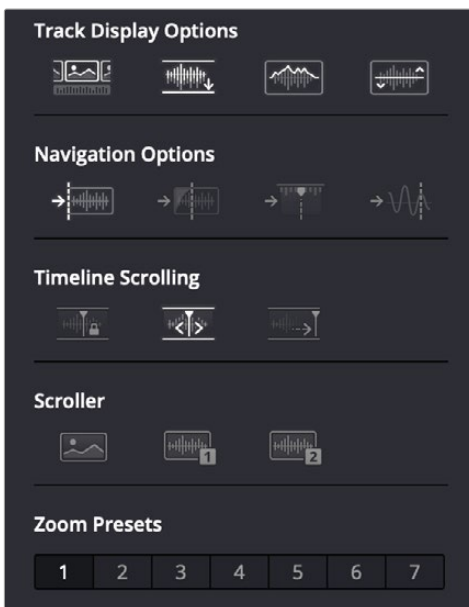 Track Display Options
Navigation Options
Timeline Scrolling
Scroller
1 2
Zoom Presets
1 2 3 4 5 6 7